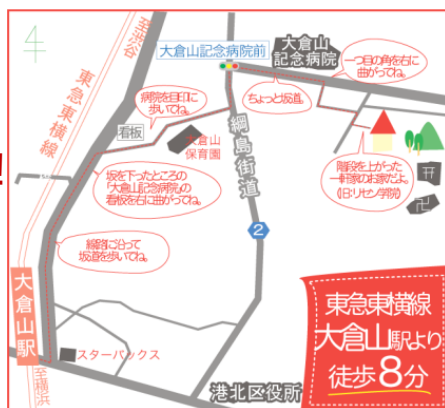 至渋谷
東急東横線
大倉山記念病院前
大倉山
記念病院
一つ目の角を右に
曲がってね。
ちょっと坂道。
病院を目印に
歩いてね。
看板
大倉山
保育園
綱島街道
階段を上がった
一軒家のお家だよ。
(旧:リセン学院)
坂を下ったところの
「大倉山記念病院」の
看板を右に曲がってね。
2
線路に沿って
坂道を歩いてね。
大倉山駅
スターバックス
至横浜
港北区役所
東急東横線
大倉山駅より
徒歩8分
!